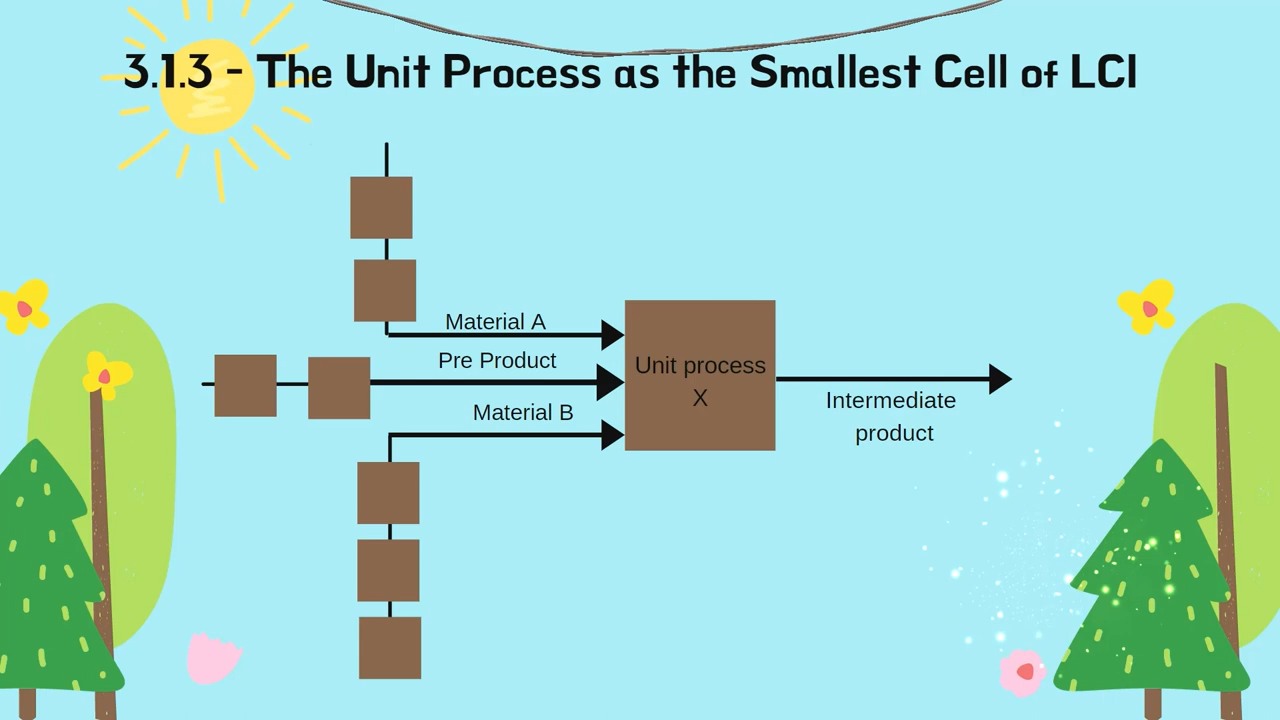 3.1.3 - The Unit Process as the Smallest Cell of LCI
Material A
Pre Product
Material B
Unit process
X
Intermediate
product